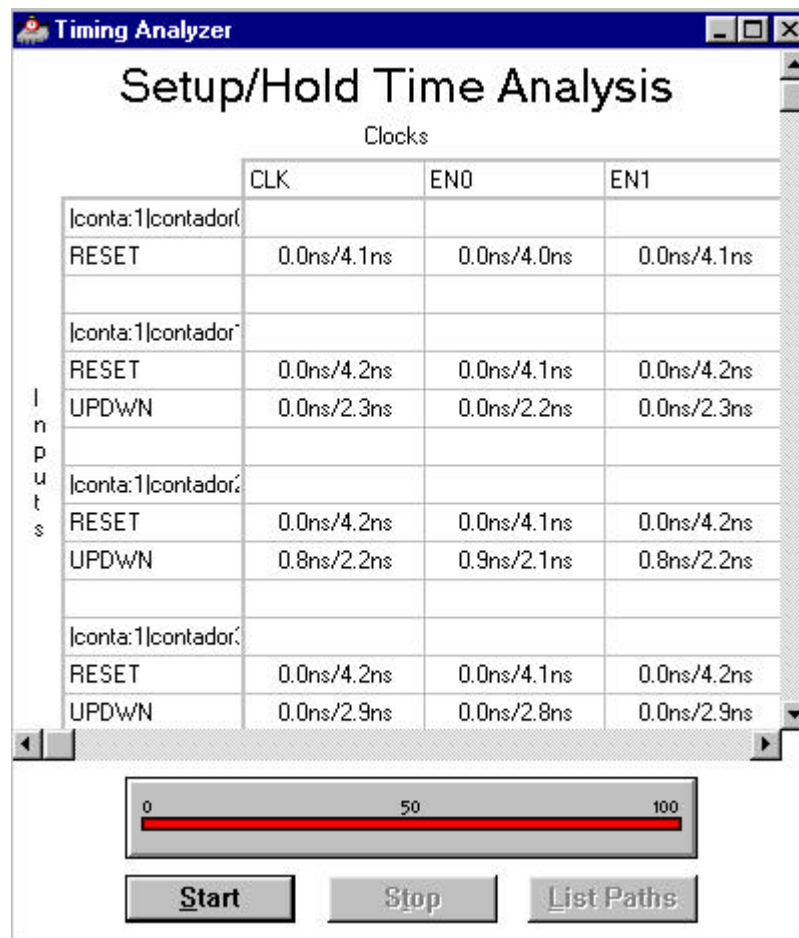 Timing Analyzer
Setup/Hold Time Analysis
Clocks
CLK EN0 EN1
Inputs
|conta:1|contador
RESET 0.0ns/4.1ns 0.0ns/4.0ns 0.0ns/4.1ns
|conta:1|contador
RESET 0.0ns/4.2ns 0.0ns/4.1ns 0.0ns/4.2ns
UPDWN 0.0ns/2.3ns 0.0ns/2.2ns 0.0ns/2.3ns
|conta:1|contador
RESET 0.0ns/4.2ns 0.0ns/4.1ns 0.0ns/4.2ns
UPDWN 0.8ns/2.2ns 0.9ns/2.1ns 0.8ns/2.2ns
|conta:1|contador
RESET 0.0ns/4.2ns 0.0ns/4.1ns 0.0ns/4.2ns
UPDWN 0.0ns/2.9ns 0.0ns/2.8ns 0.0ns/2.9ns
0 50 100
Start Stop List Paths